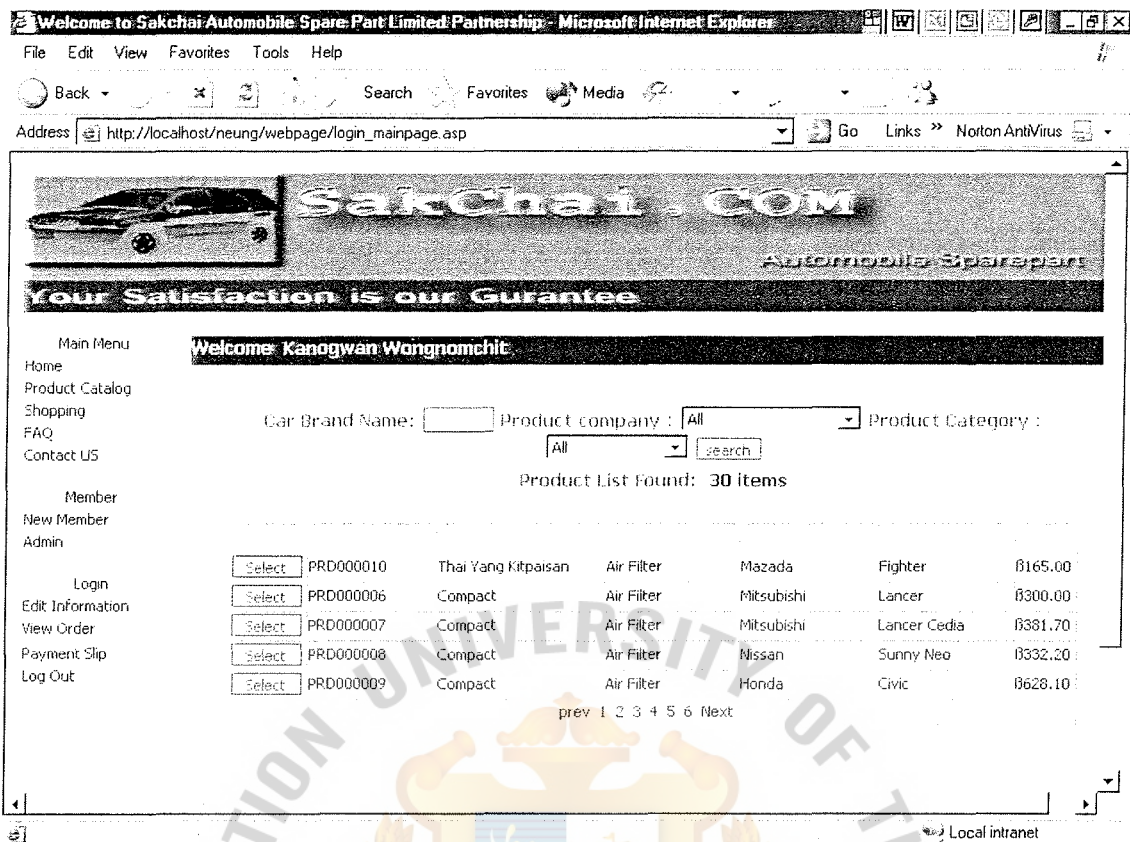 Welcome to Sakchai Automobile Spare Part Limited Partnership - Microsoft Internet Explorer
File Edit View Favorites Tools Help
Back Search Favorites Media
Address http://localhost/neung/webpage/login_mainpage.asp Go Links » Norton AntiVirus
SakChai.COM
Automobile Sparepart
Your Satisfaction is our Gurantee
Main Menu
Home
Product Catalog
Shopping
FAQ
Contact US
Member
New Member
Admin
Login
Edit Information
View Order
Payment Slip
Log Out
Welcome Kanogwan Wongnomchit
Car Brand Name: Product company : All Product Category :
All search
Product List Found: 30 items
Select PRD000010 Thai Yang Kitpaisan Air Filter Mazada Fighter ß165.00
Select PRD000006 Compact Air Filter Mitsubishi Lancer ß300.00
Select PRD000007 Compact Air Filter Mitsubishi Lancer Cedia ß381.70
Select PRD000008 Compact Air Filter Nissan Sunny Neo ß332.20
Select PRD000009 Compact Air Filter Honda Civic ß628.10
prev 1 2 3 4 5 6 Next
UNIVERSITY OF
Local intranet